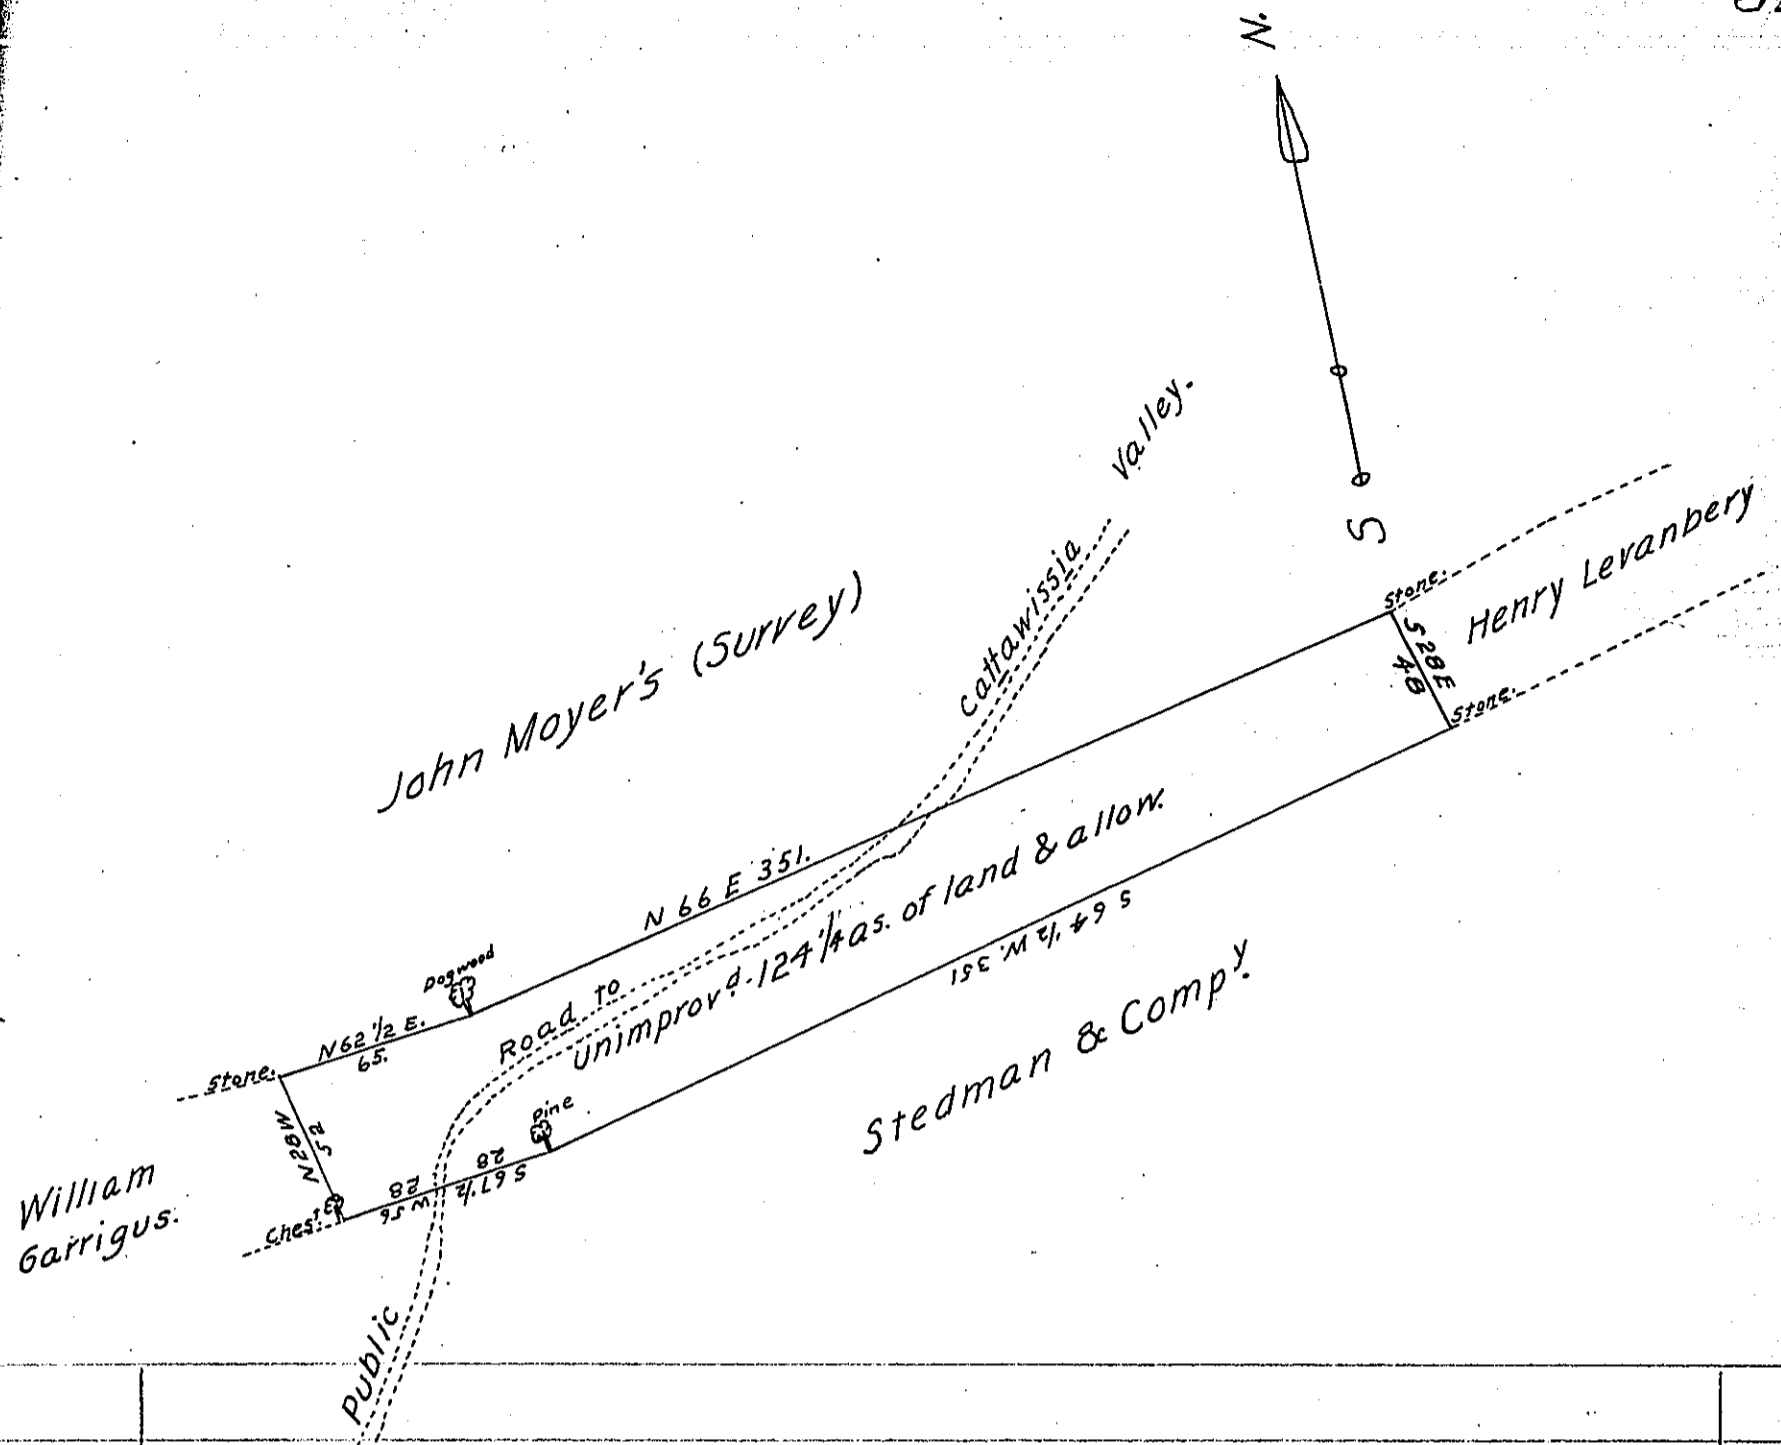 N.
S
Valley.
Cattawissia
John Moyer's (Survey)
Stone.
Henry Levanbery
S 28 E
48
Stone.
N 66 E 351.
Unimprov.d 124 1/4 as. of land & allow.
S 64 1/2 W. 351
Dogwood
Road to
N 62 1/2 E.
65.
Stone.
Stedman & Comp.y
Pine
N 28 W
52
28
S 67 1/2
28
W 56
William
Garrigus.
Ches.t
Public